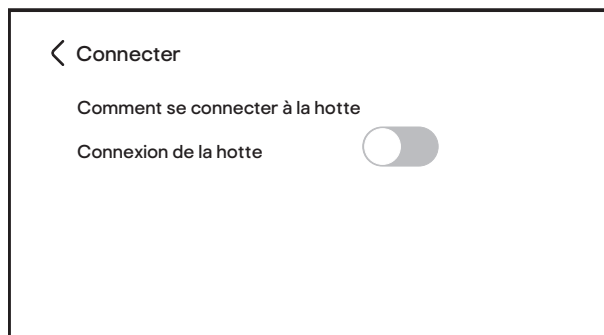 Connecter
Comment se connecter à la hotte
Connexion de la hotte